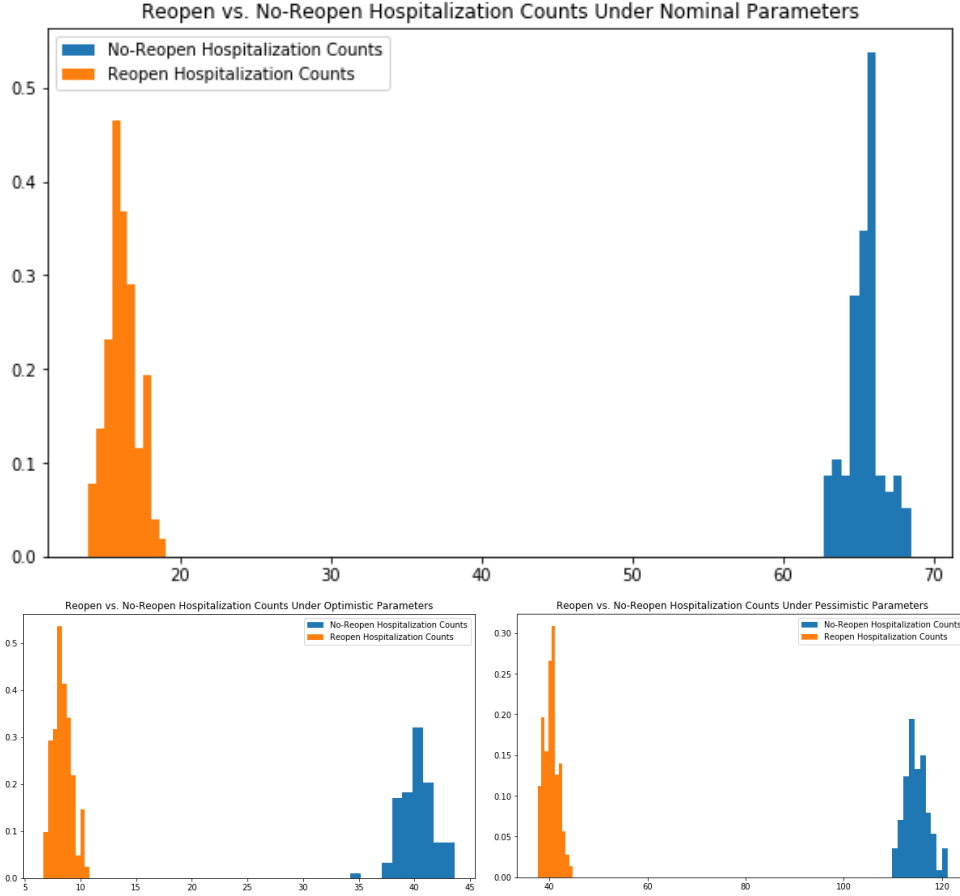 Reopen vs. No-Reopen Hospitalization Counts Under Nominal Parameters
No-Reopen Hospitalization Counts
Reopen Hospitalization Counts
0.5
0.4
0.3
0.2
0.1
0.0
20 30 40 50 60 70
Reopen vs. No-Reopen Hospitalization Counts Under Optimistic Parameters
No-Reopen Hospitalization Counts
Reopen Hospitalization Counts
0.5
0.4
0.3
0.2
0.1
0.0
5 10 15 20 25 30 35 40 45
Reopen vs. No-Reopen Hospitalization Counts Under Pessimistic Parameters
No-Reopen Hospitalization Counts
Reopen Hospitalization Counts
0.30
0.25
0.20
0.15
0.10
0.05
0.00
40 60 80 100 120